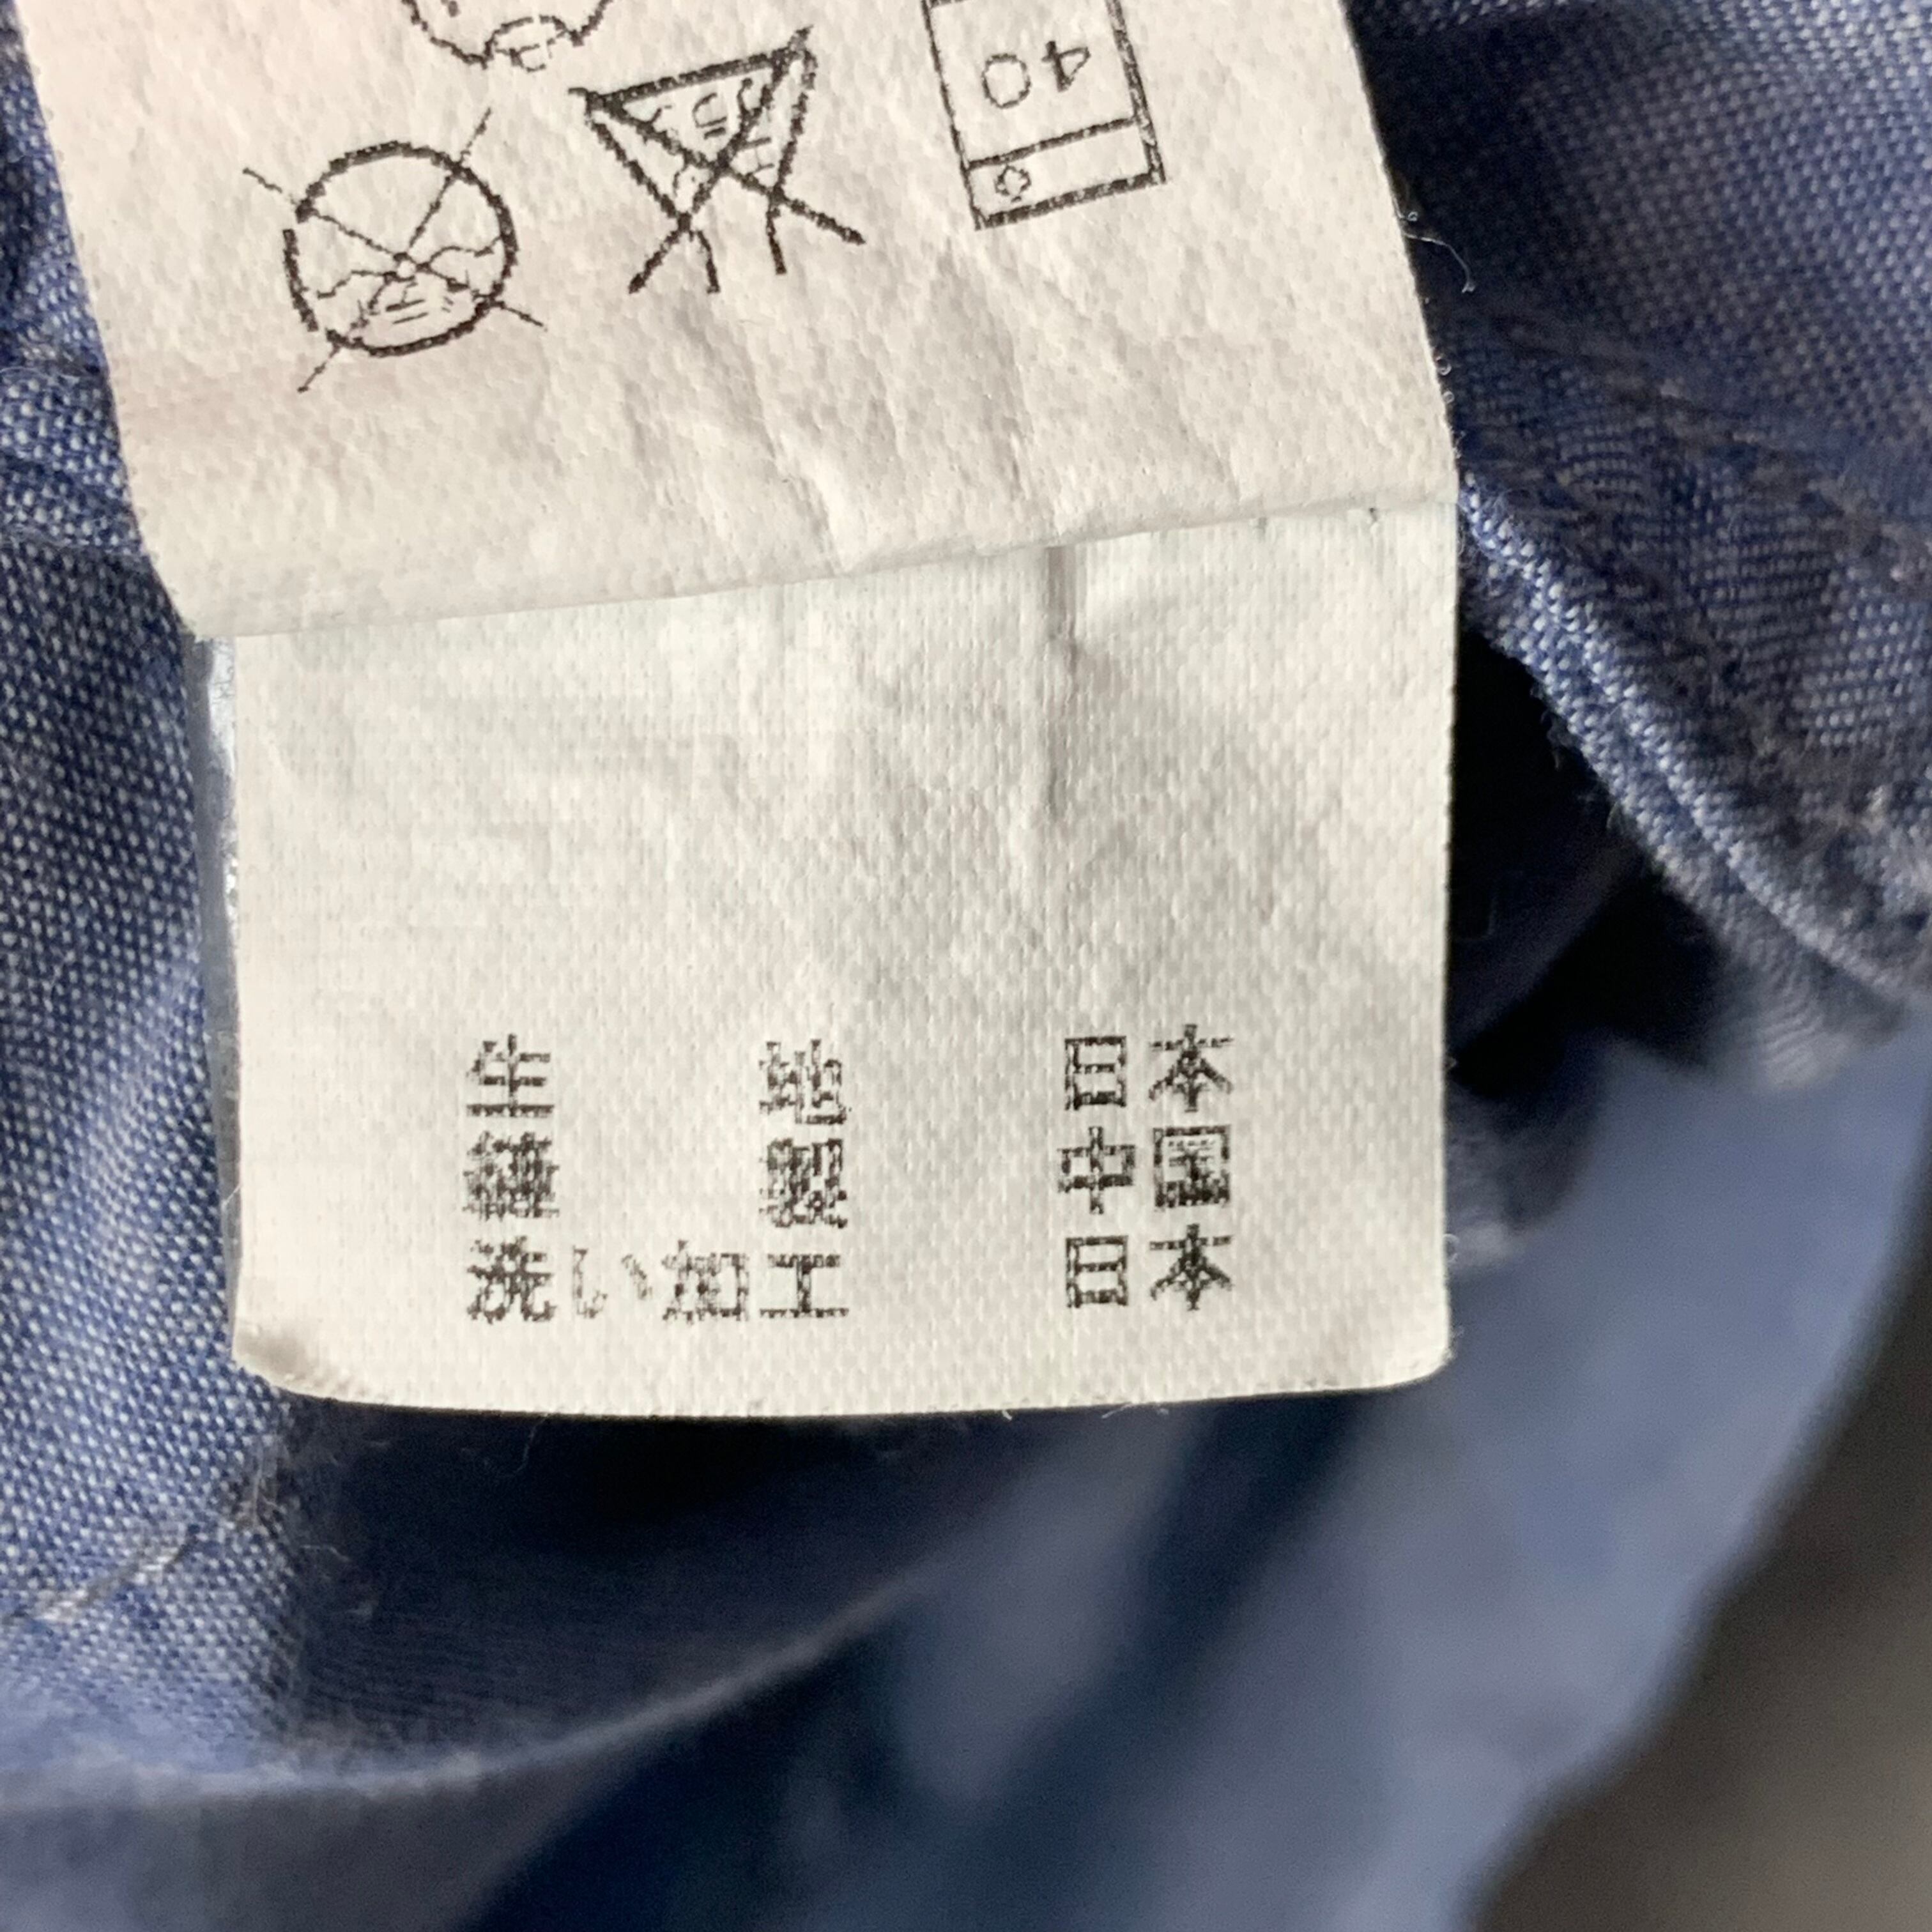 40
生地 日本
縫製 中国
洗い加工 日本